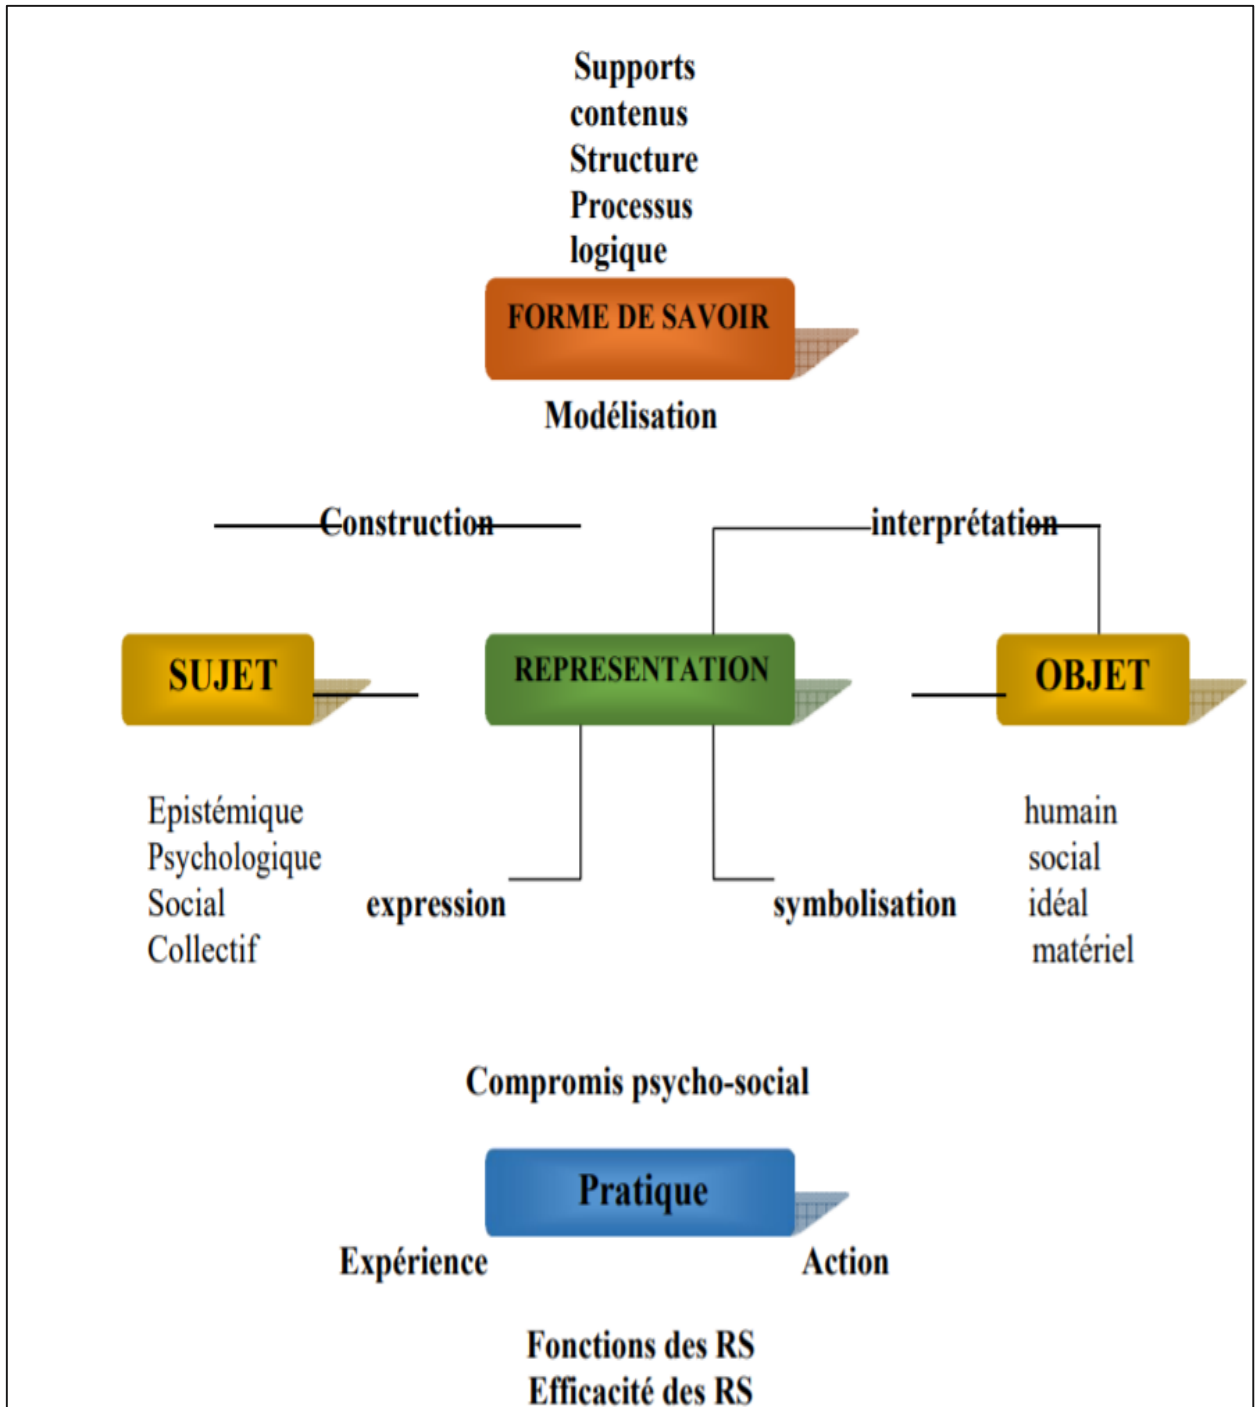 Supports
contenus
Structure
Processus
logique
FORME DE SAVOIR
Modélisation
Construction
interprétation
SUJET
REPRESENTATION
OBJET
Epistémique
Psychologique
Social
Collectif
expression
symbolisation
humain
social
idéal
matériel
Compromis psycho-social
Pratique
Expérience
Action
Fonctions des RS
Efficacité des RS